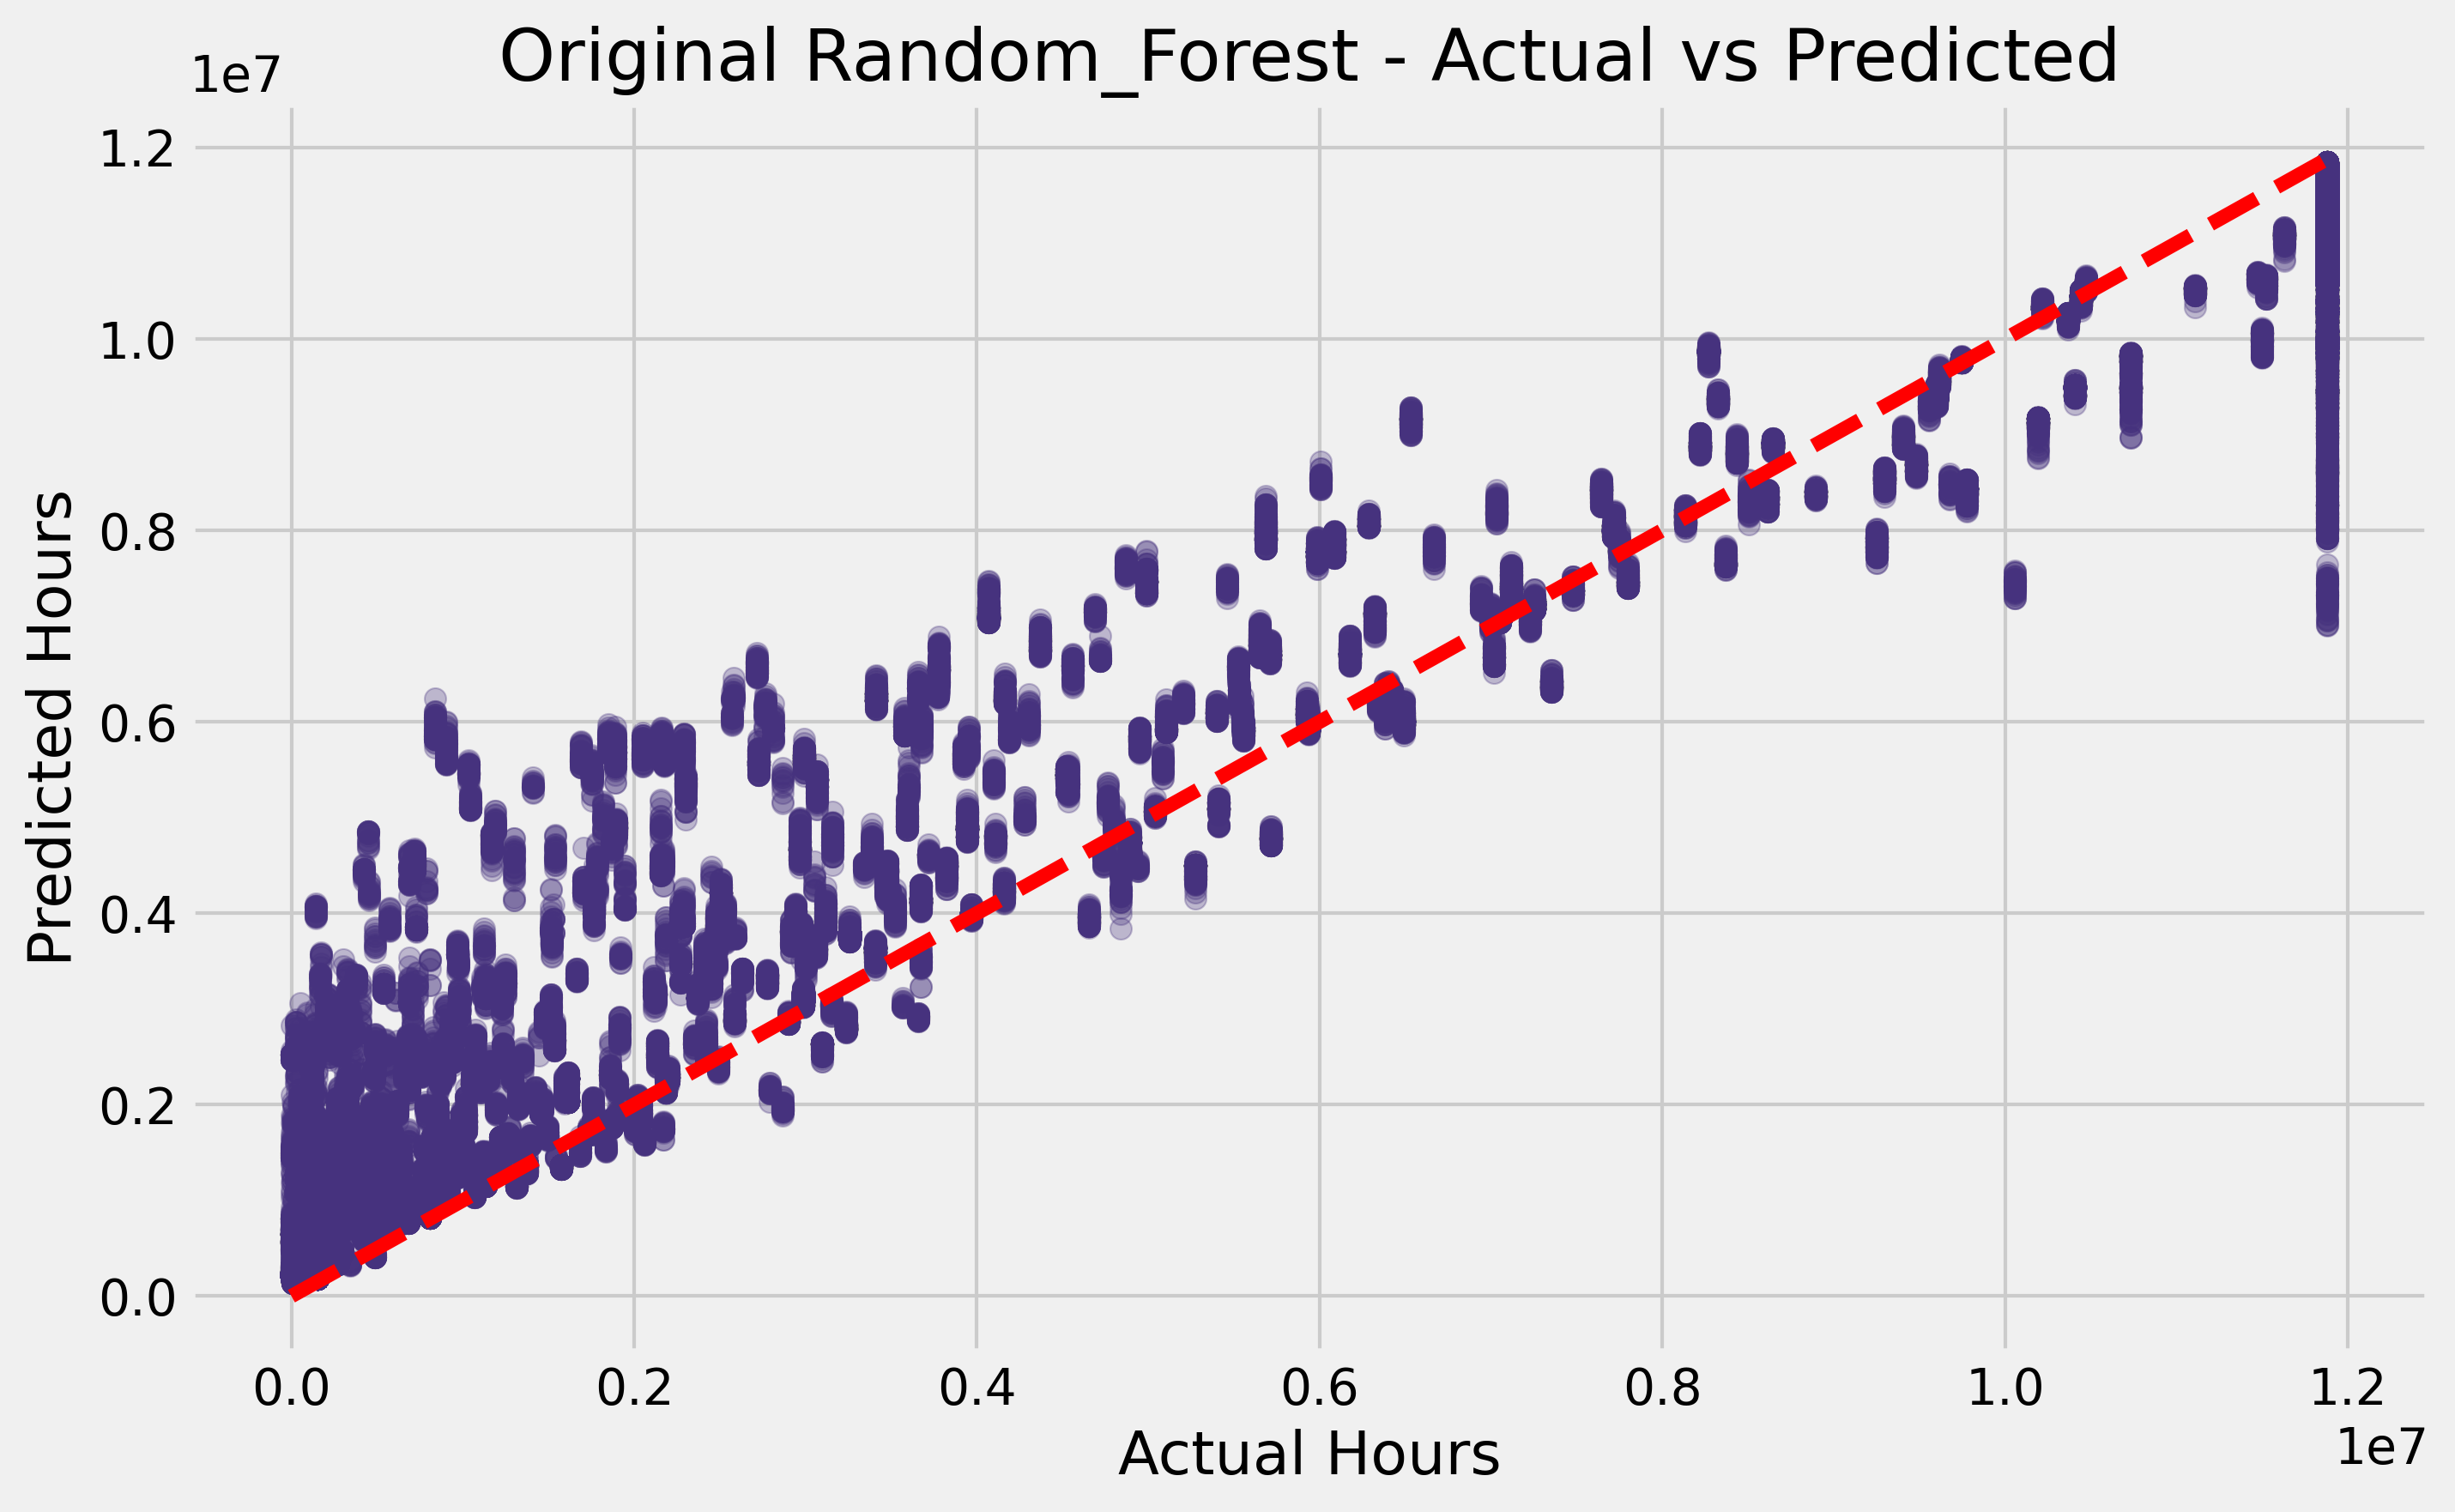 Original Random_Forest - Actual vs Predicted
1e7
1.2
1.0
0.8
0.6
0.4
0.2
0.0
Predicted Hours
0.0 0.2 0.4 0.6 0.8 1.0 1.2
Actual Hours
1e7